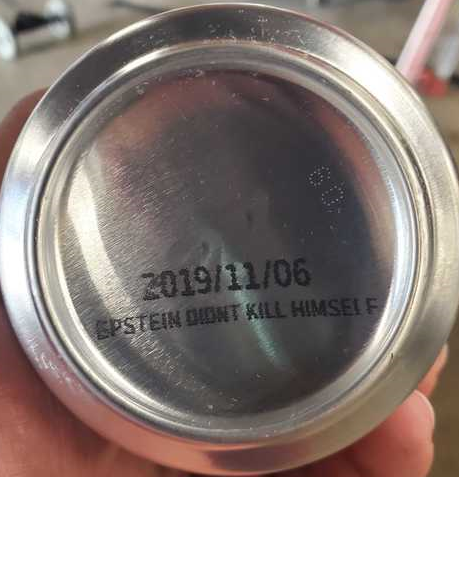 2019/11/06
EPSTEIN DIDNT KILL HIMSELF